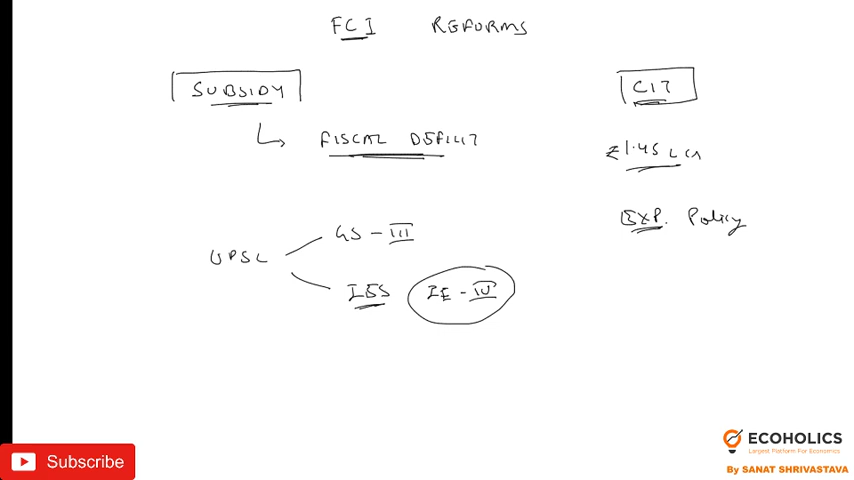 FCI REFORMS
SUBSIDY
CIT
FISCAL DEFICIT
₹1.45 L Cr
EXP. Policy
GS - III
UPSC
IES IE - IV
Subscribe
ECOHOLICS
Largest Platform For Economics
By SANAT SHRIVASTAVA